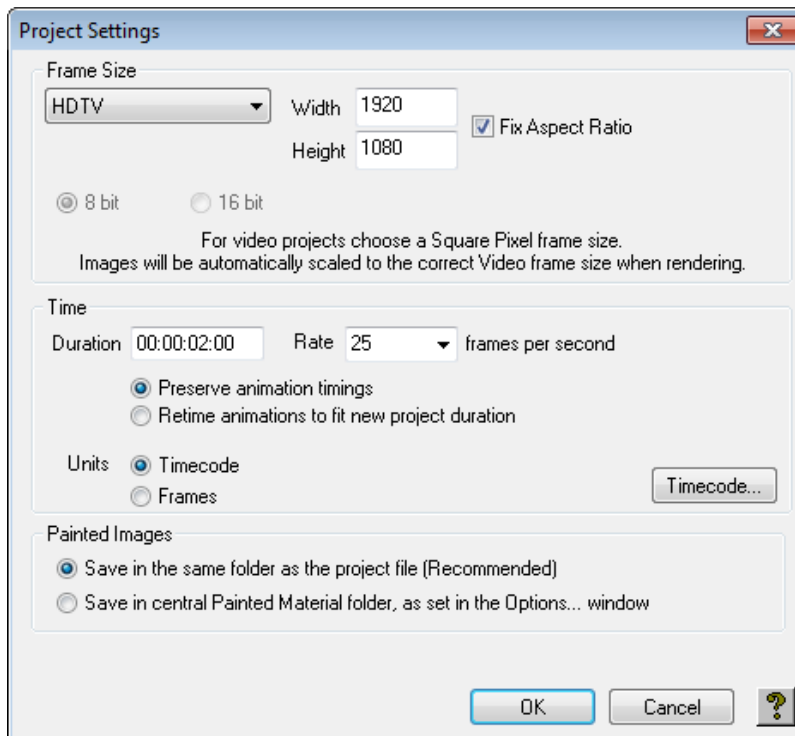 Project Settings
Frame Size
HDTV
Width 1920
Fix Aspect Ratio
Height 1080
8 bit 16 bit
For video projects choose a Square Pixel frame size.
Images will be automatically scaled to the correct Video frame size when rendering.
Time
Duration 00:00:02:00 Rate 25 frames per second
Preserve animation timings
Retime animations to fit new project duration
Units Timecode
Frames
Timecode...
Painted Images
Save in the same folder as the project file (Recommended)
Save in central Painted Material folder, as set in the Options... window
OK Cancel ?